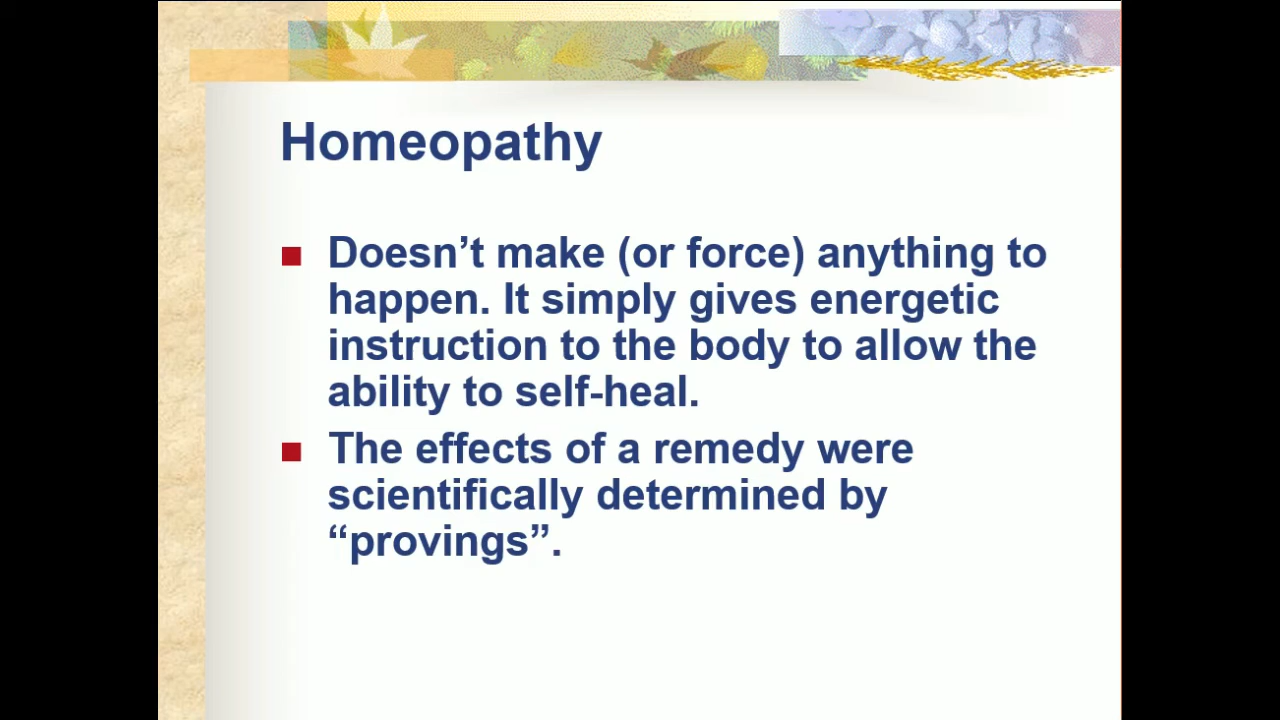 Homeopathy
Doesn’t make (or force) anything to
happen. It simply gives energetic
instruction to the body to allow the
ability to self-heal.
The effects of a remedy were
scientifically determined by
“provings”.